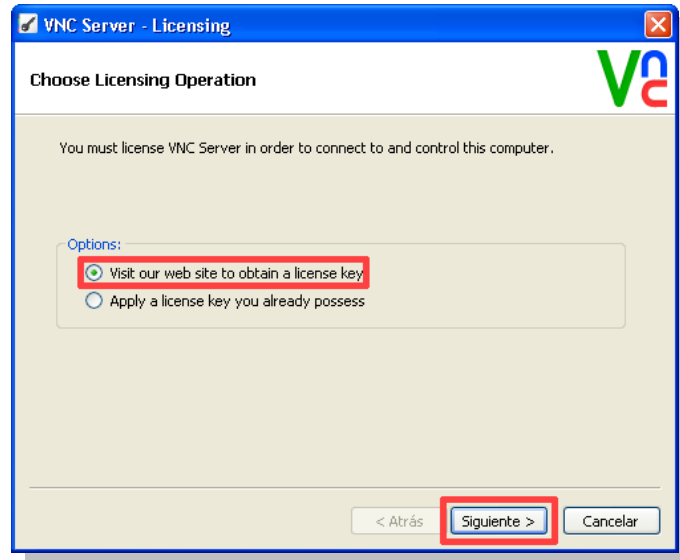 VNC Server - Licensing
Choose Licensing Operation
Vnc
You must license VNC Server in order to connect to and control this computer.
Options:
Visit our web site to obtain a license key
Apply a license key you already possess
< Atrás
Siguiente >
Cancelar